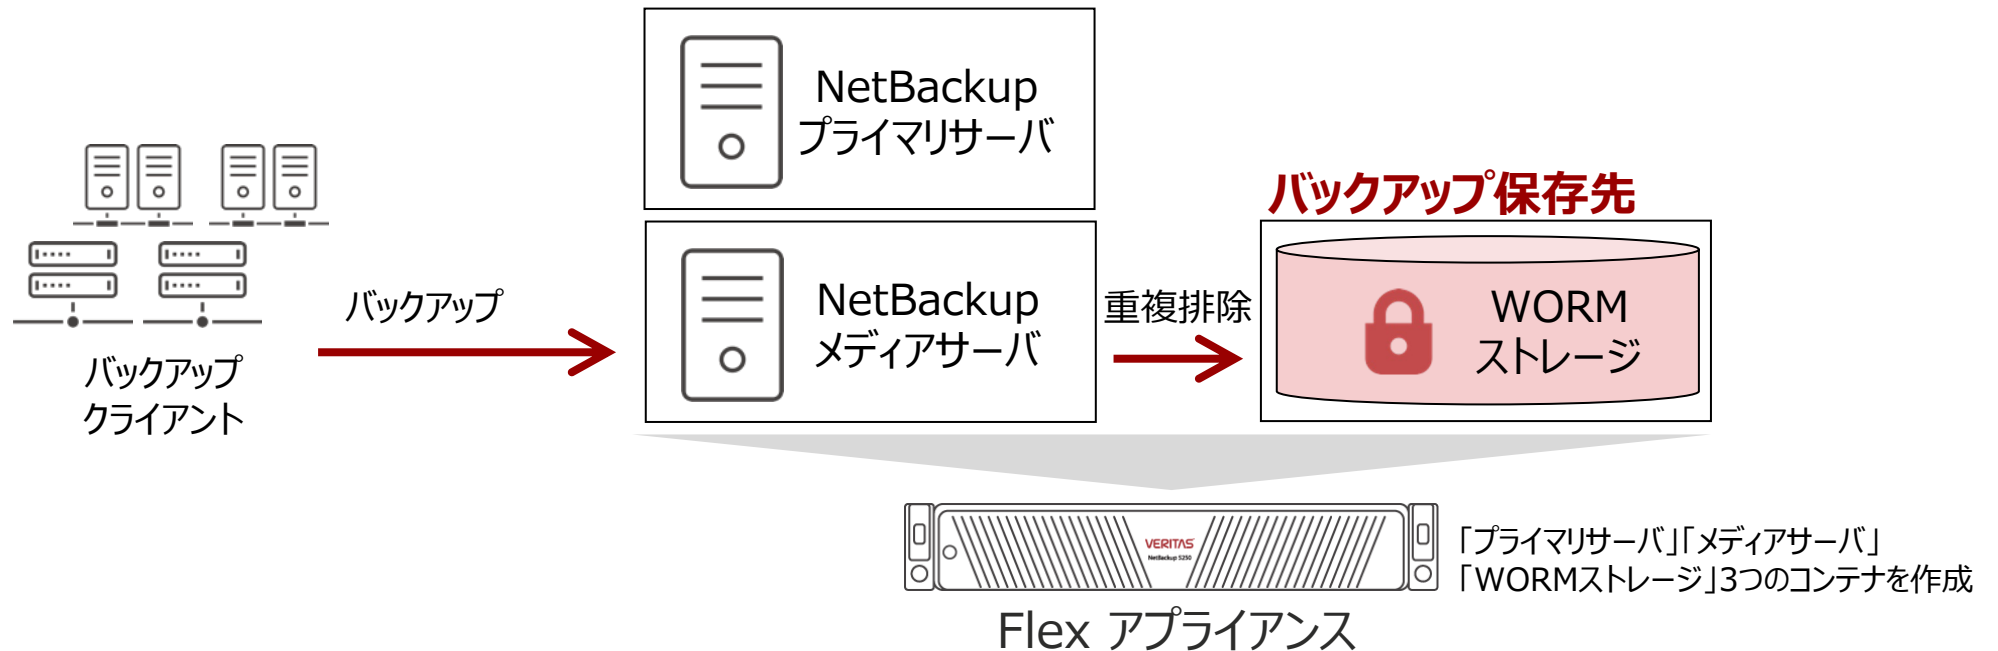 NetBackup
プライマリサーバ
バックアップ保存先
バックアップ
クライアント
バックアップ
NetBackup
メディアサーバ
重複排除
WORM
ストレージ
VERITAS
NetBackup 5250
「プライマリサーバ」「メディアサーバ」
「WORMストレージ」3つのコンテナを作成
Flex アプライアンス